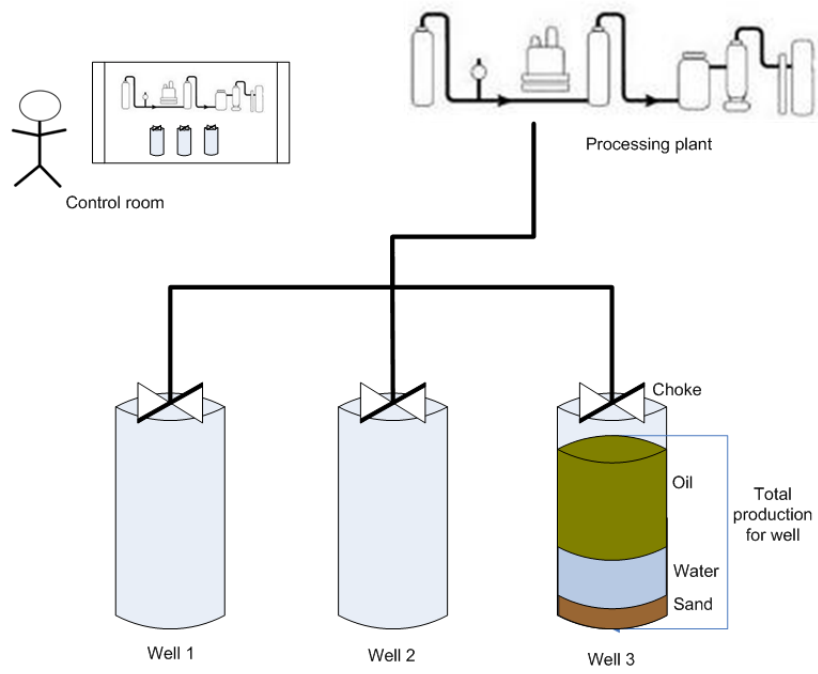 Processing plant
Control room
Choke
Oil
Total
production
for well
Water
Sand
Well 1
Well 2
Well 3